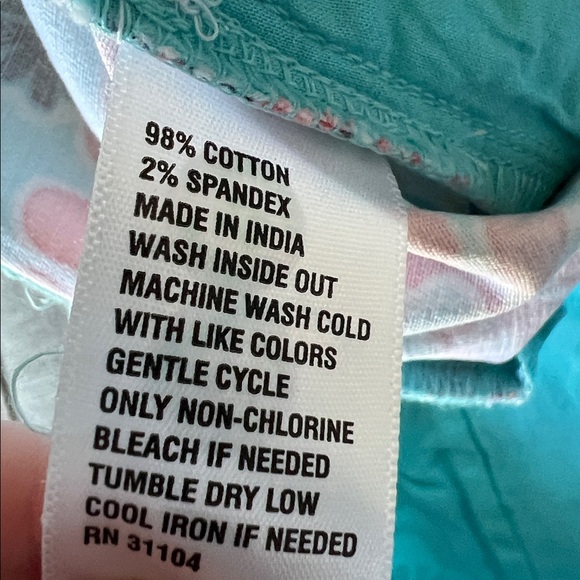 98% COTTON
2% SPANDEX
MADE IN INDIA
WASH INSIDE OUT
MACHINE WASH COLD
WITH LIKE COLORS
GENTLE CYCLE
ONLY NON-CHLORINE
BLEACH IF NEEDED
TUMBLE DRY LOW
COOL IRON IF NEEDED
RN 31104